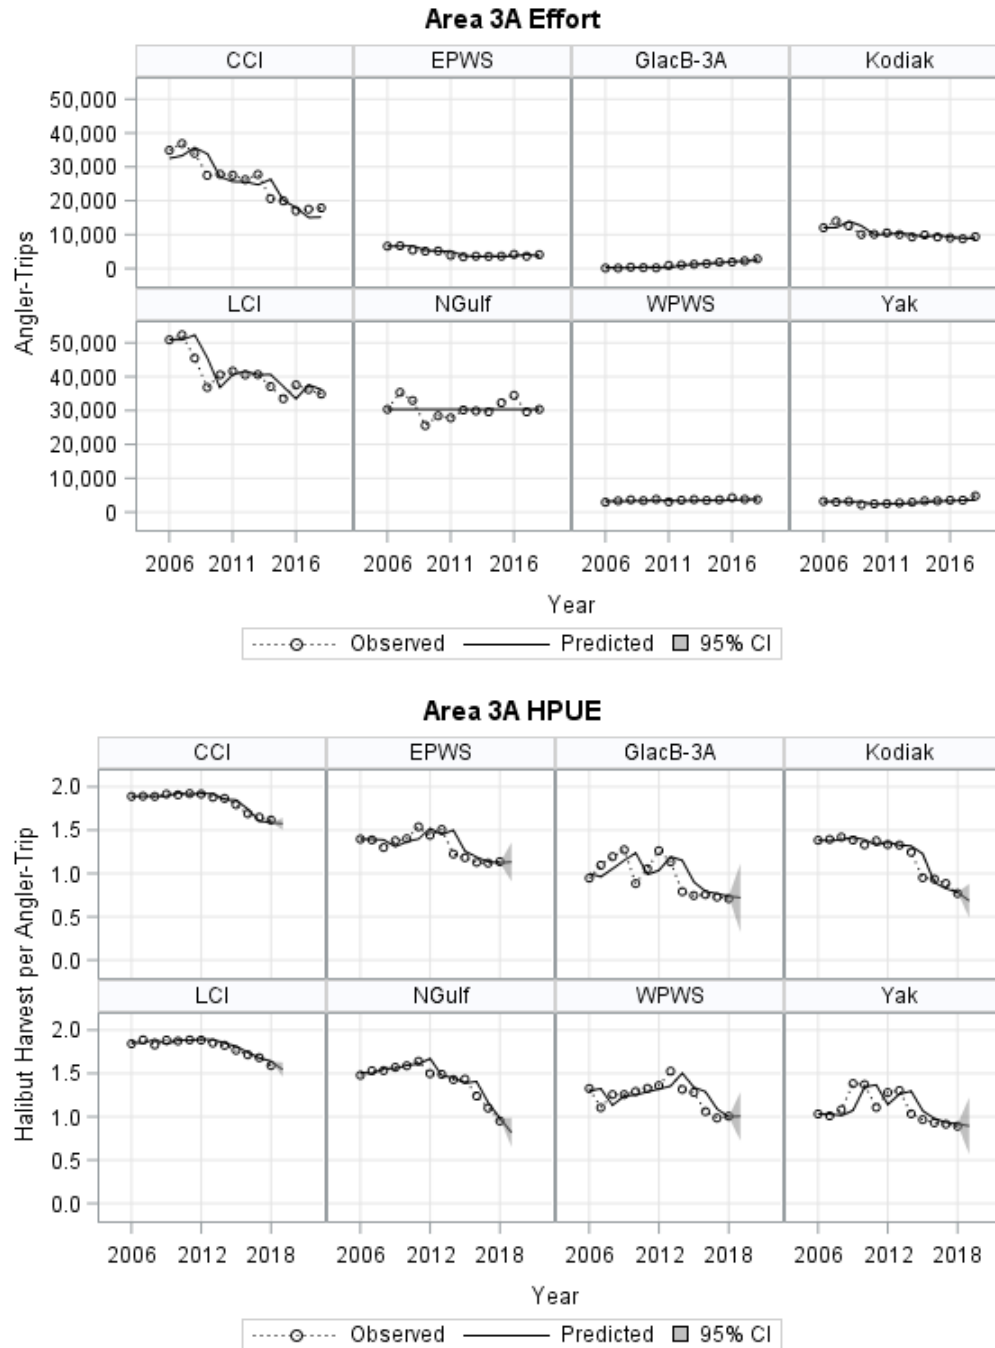 Area 3A Effort
CCI EPWS GlacB-3A Kodiak
50,000
40,000
30,000
20,000
10,000
0
LCI NGulf WPWS Yak
50,000
40,000
30,000
20,000
10,000
0
Angler-Trips
2006 2011 2016 2006 2011 2016 2006 2011 2016 2006 2011 2016
Year
Observed Predicted 95% CI
Area 3A HPUE
CCI EPWS GlacB-3A Kodiak
2.0
1.5
1.0
0.5
0.0
LCI NGulf WPWS Yak
2.0
1.5
1.0
0.5
0.0
Halibut Harvest per Angler-Trip
2006 2012 2018 2006 2012 2018 2006 2012 2018 2006 2012 2018
Year
Observed Predicted 95% CI